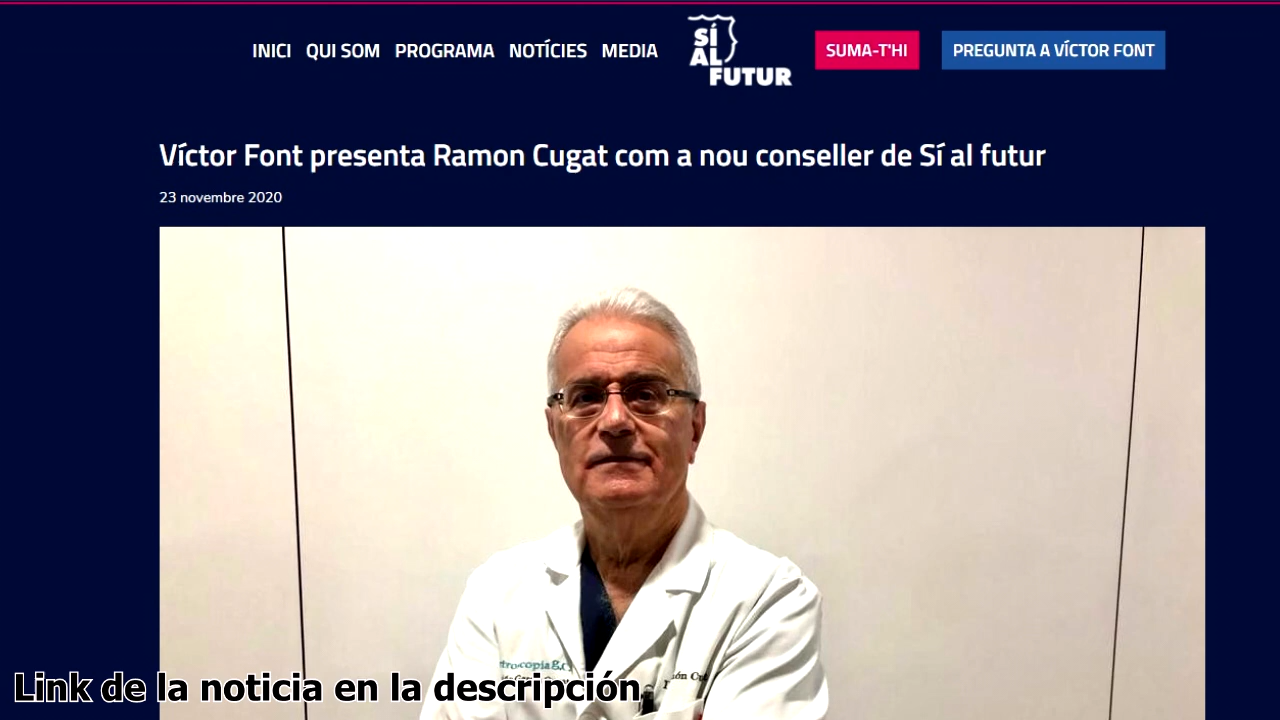 INICI QUI SOM PROGRAMA NOTÍCIES MEDIA
SÍ
AL
FUTUR
SUMA-T'HI
PREGUNTA A VÍCTOR FONT
Víctor Font presenta Ramon Cugat com a nou conseller de Sí al futur
23 novembre 2020
Link de la noticia en la descripción